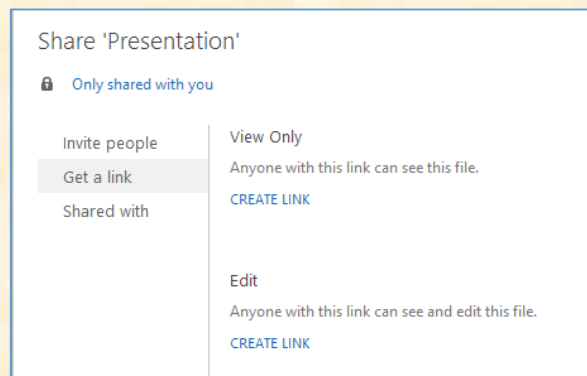 Share 'Presentation'
Only shared with you
Invite people
Get a link
Shared with
View Only
Anyone with this link can see this file.
CREATE LINK
Edit
Anyone with this link can see and edit this file.
CREATE LINK